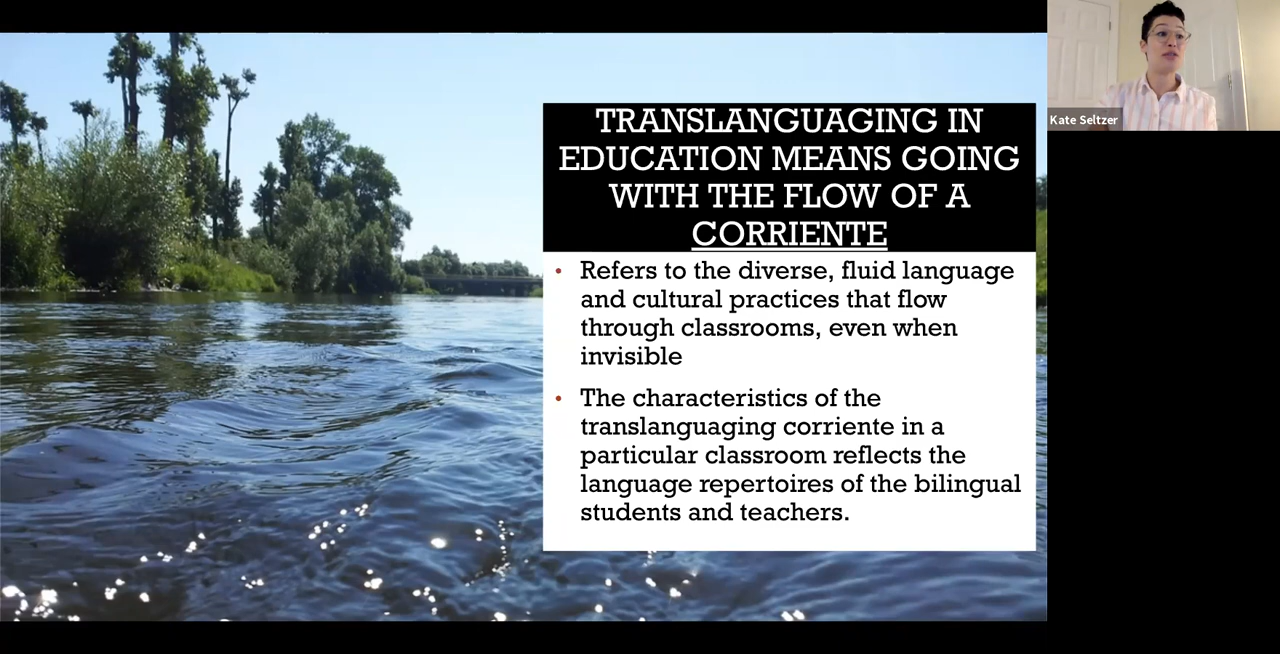 TRANSLANGUAGING IN
EDUCATION MEANS GOING
WITH THE FLOW OF A
CORRIENTE
• Refers to the diverse, fluid language
and cultural practices that flow
through classrooms, even when
invisible
• The characteristics of the
translanguaging corriente in a
particular classroom reflects the
language repertoires of the bilingual
students and teachers.
Kate Seltzer